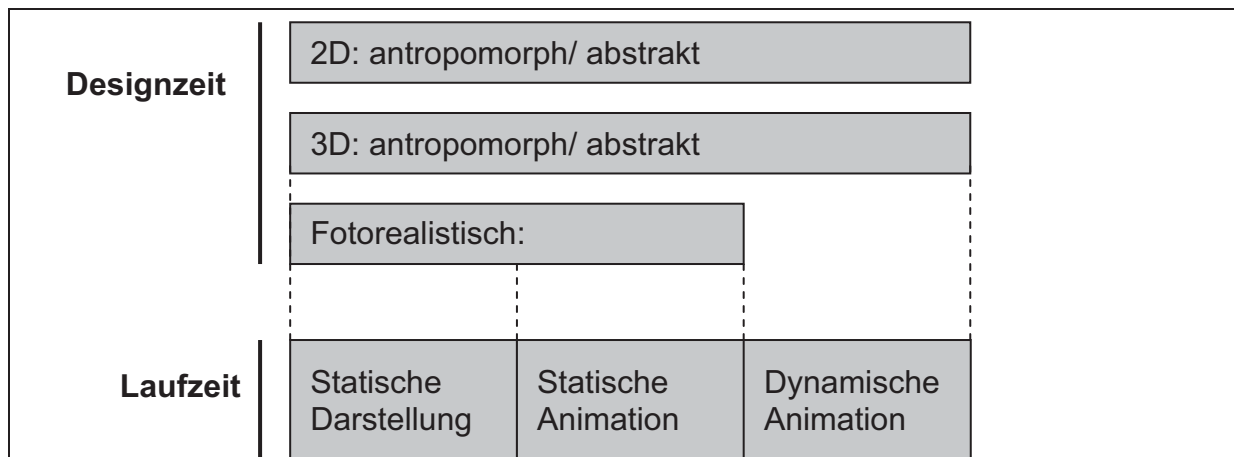 Designzeit
2D: antropomorph/ abstrakt
3D: antropomorph/ abstrakt
Fotorealistisch:
Laufzeit
Statische
Darstellung
Statische
Animation
Dynamische
Animation